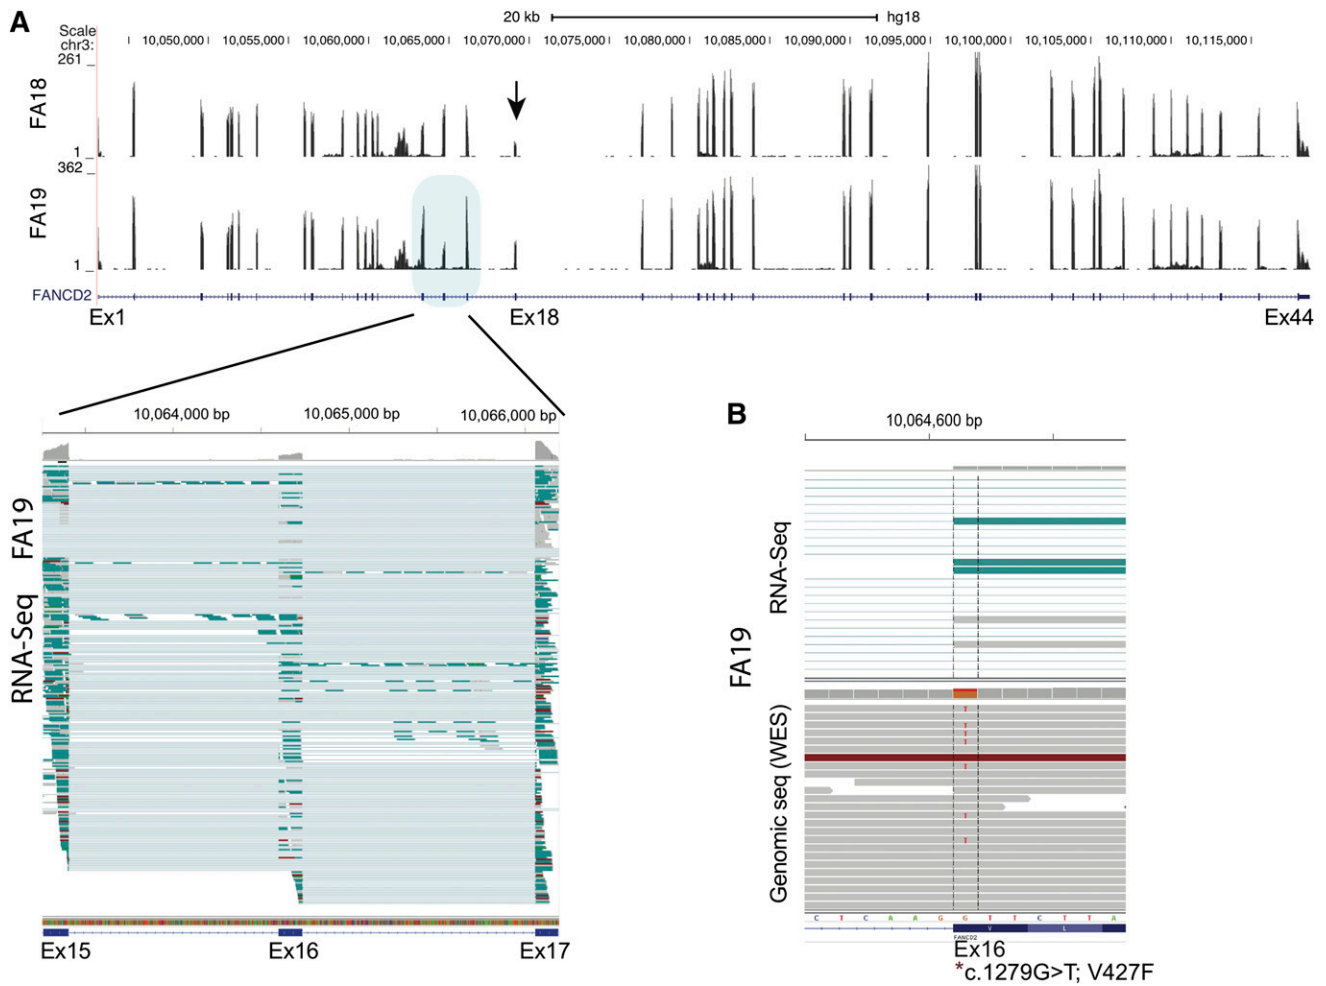 A
20 kb
hg18
Scale
chr3:
10,050,000
10,055,000
10,060,000
10,065,000
10,070,000
10,075,000
10,080,000
10,085,000
10,090,000
10,095,000
10,100,000
10,105,000
10,110,000
10,115,000
261
FA18
1
362
FA19
1
FANCD2
Ex1
Ex18
Ex44
10,064,000 bp
10,065,000 bp
10,066,000 bp
RNA-Seq FA19
Ex15
Ex16
Ex17
B
10,064,600 bp
RNA-Seq
FA19
Genomic seq (WES)
T
T
T
T
T
T
T
C T C A A G G T T C T T A
V L
FANCD2
Ex16
*c.1279G>T; V427F